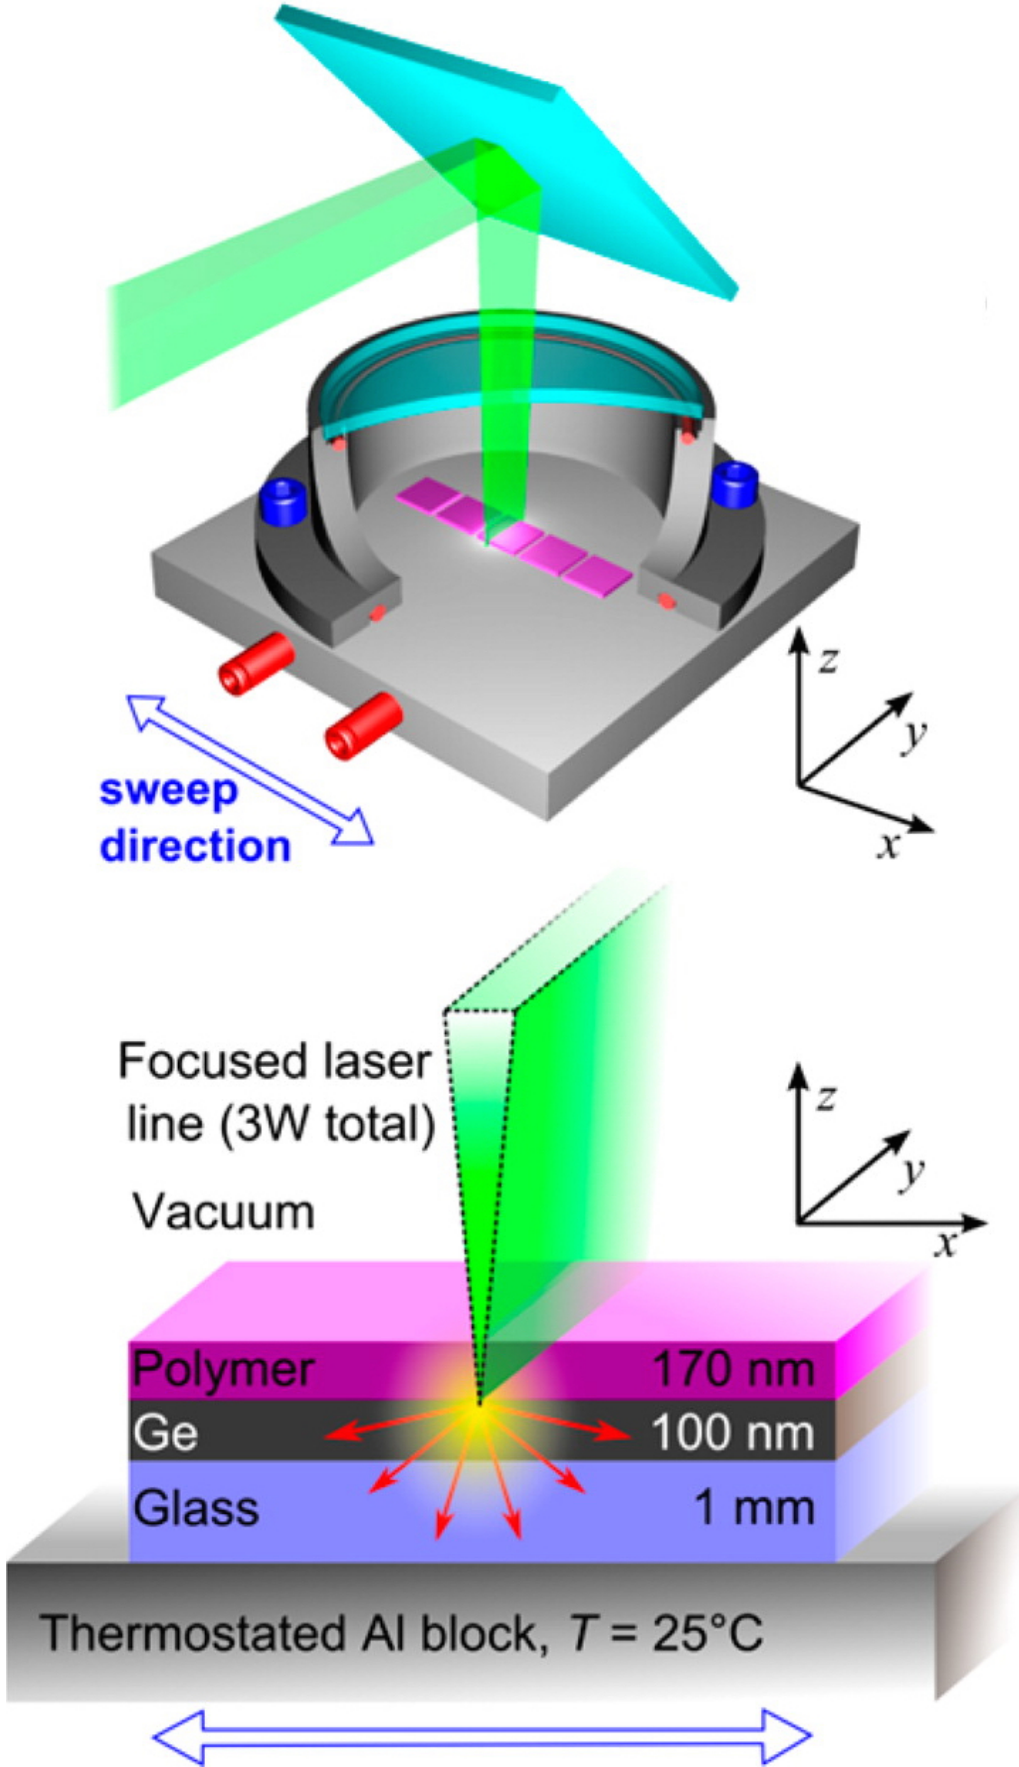 z
y
x
sweep
direction
Focused laser
line (3W total)
Vacuum
z
y
x
Polymer 170 nm
Ge 100 nm
Glass 1 mm
Thermostated Al block, T = 25°C